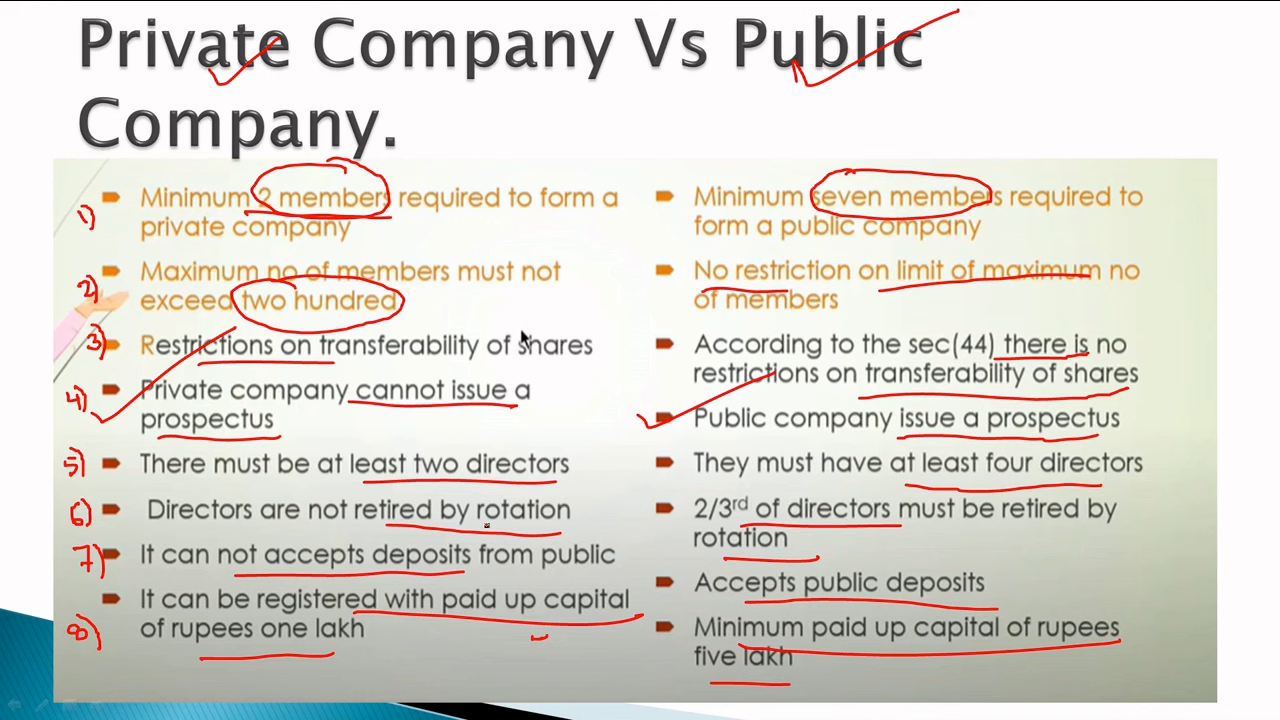 Private Company Vs Public
Company.
1)
Minimum 2 members required to form a
private company
2)
Maximum no of members must not
exceed two hundred
3)
Restrictions on transferability of shares
4)
Private company cannot issue a
prospectus
5)
There must be at least two directors
6)
Directors are not retired by rotation
7)
It can not accepts deposits from public
8)
It can be registered with paid up capital
of rupees one lakh
Minimum seven members required to
form a public company
No restriction on limit of maximum no
of members
According to the sec(44) there is no
restrictions on transferability of shares
Public company issue a prospectus
They must have at least four directors
2/3rd of directors must be retired by
rotation
Accepts public deposits
Minimum paid up capital of rupees
five lakh